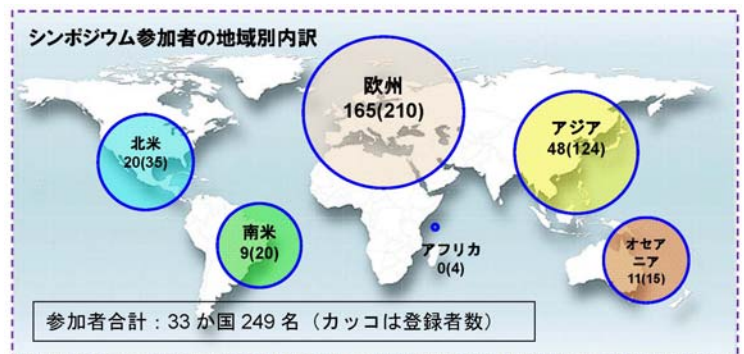 シンポジウム参加者の地域別内訳
欧州
165(210)
北米
20(35)
アジア
48(124)
南米
9(20)
アフリカ
0(4)
オセア
ニア
11(15)
参加者合計：33 か国 249 名（カッコは登録者数）